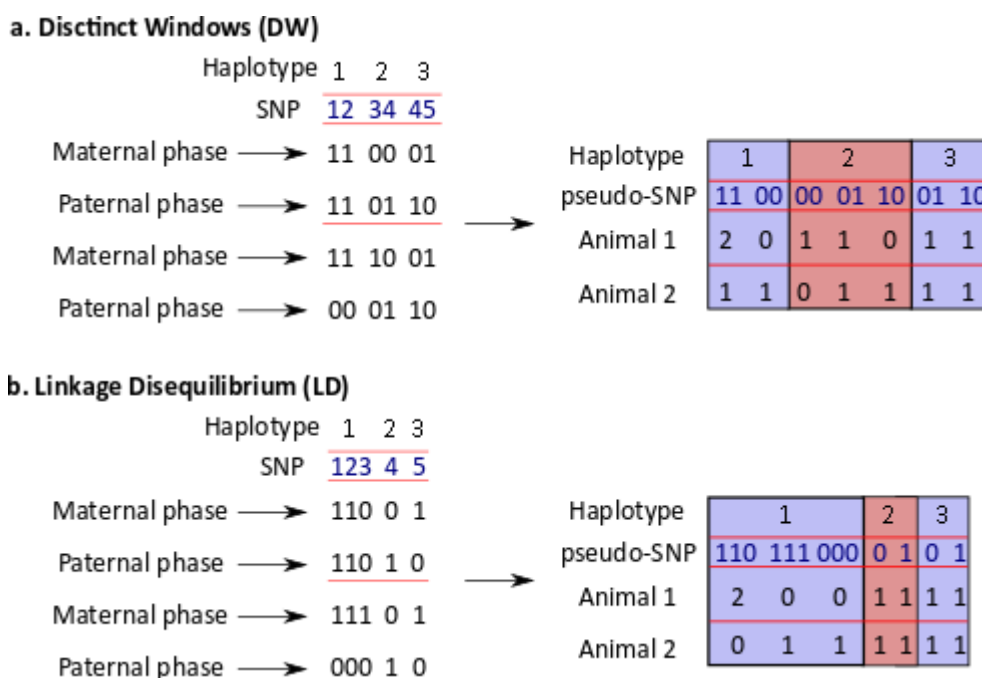 a. Disctinct Windows (DW)
Haplotype 1 2 3
SNP 12 34 45
Maternal phase 11 00 01
Paternal phase 11 01 10
Maternal phase 11 10 01
Paternal phase 00 01 10
Haplotype 1 2 3
pseudo-SNP 11 00 00 01 10 01 10
Animal 1 2 0 1 1 0 1 1
Animal 2 1 1 0 1 1 1 1
b. Linkage Disequilibrium (LD)
Haplotype 1 2 3
SNP 123 4 5
Maternal phase 110 0 1
Paternal phase 110 1 0
Maternal phase 111 0 1
Paternal phase 000 1 0
Haplotype 1 2 3
pseudo-SNP 110 111 000 0 1 0 1
Animal 1 2 0 0 1 1 1 1
Animal 2 0 1 1 1 1 1 1